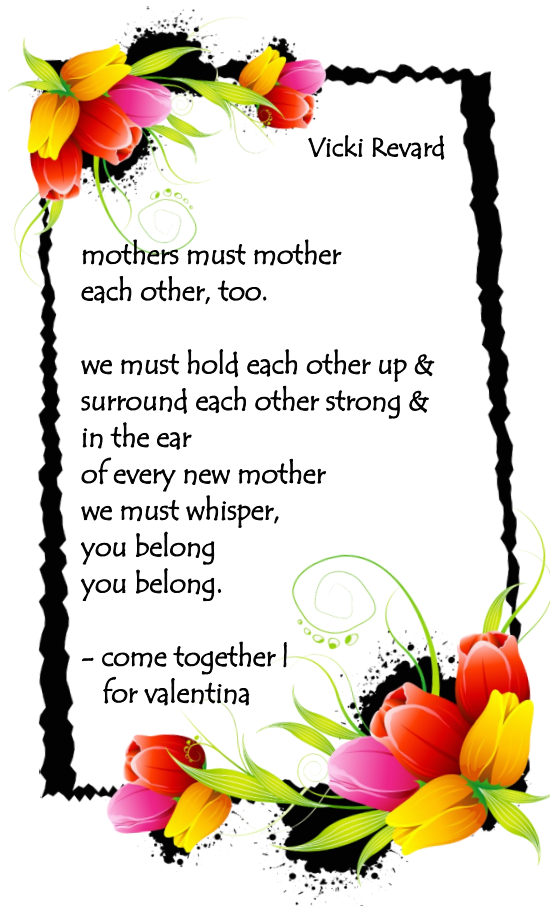 Vicki Revard
mothers must mother
each other, too.
we must hold each other up &
surround each other strong &
in the ear
of every new mother
we must whisper,
you belong
you belong.
- come together |
for valentina